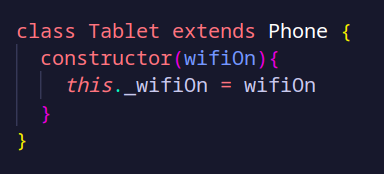 class Tablet extends Phone {
  constructor(wifiOn){
    this._wifiOn = wifiOn
  }
}